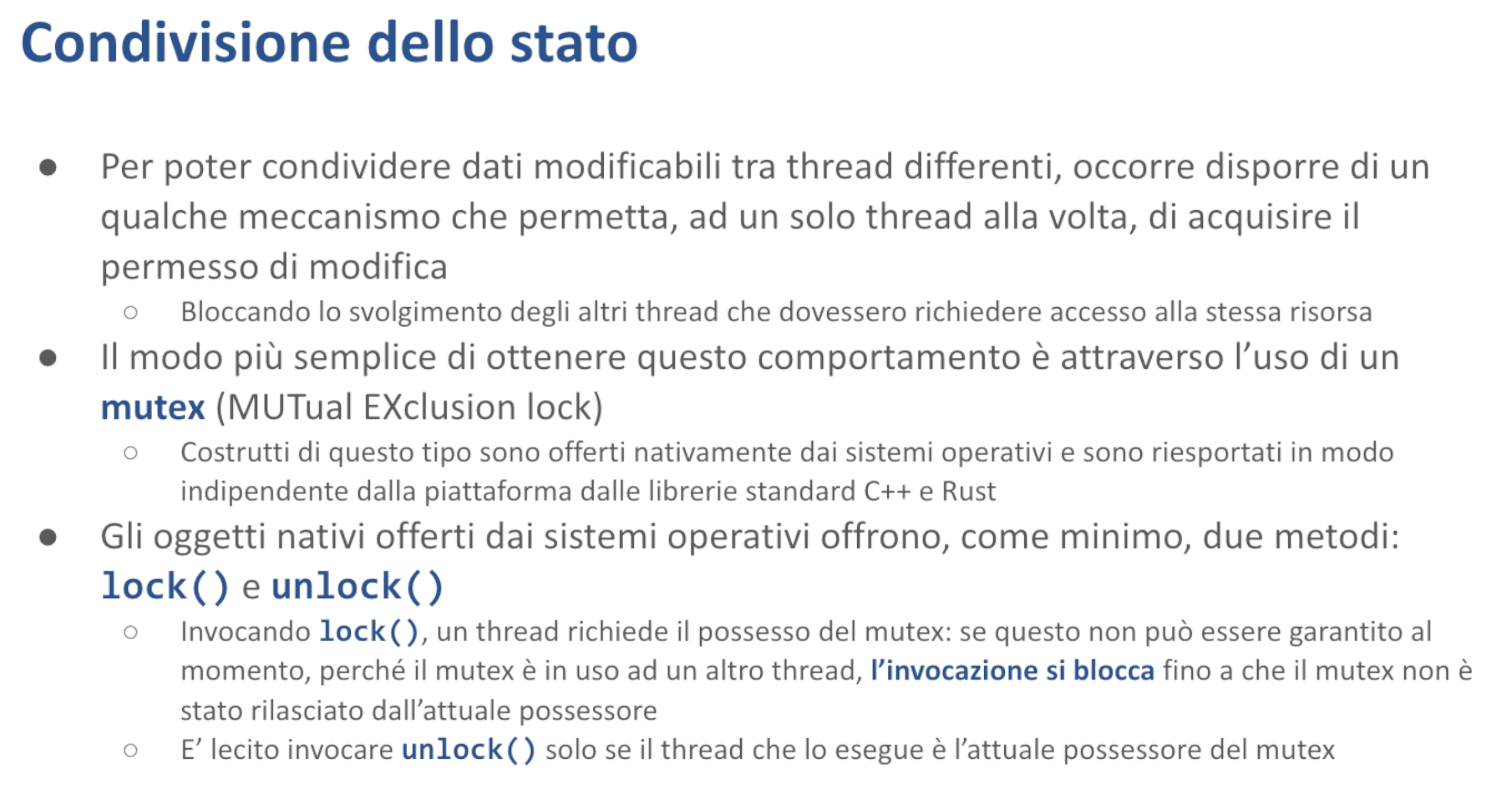 Condivisione dello stato
● Per poter condividere dati modificabili tra thread differenti, occorre disporre di un
qualche meccanismo che permetta, ad un solo thread alla volta, di acquisire il
permesso di modifica
○ Bloccando lo svolgimento degli altri thread che dovessero richiedere accesso alla stessa risorsa
● Il modo più semplice di ottenere questo comportamento è attraverso l’uso di un
mutex (MUTual EXclusion lock)
○ Costrutti di questo tipo sono offerti nativamente dai sistemi operativi e sono riesportati in modo
indipendente dalla piattaforma dalle librerie standard C++ e Rust
● Gli oggetti nativi offerti dai sistemi operativi offrono, come minimo, due metodi:
lock() e unlock()
○ Invocando lock(), un thread richiede il possesso del mutex: se questo non può essere garantito al
momento, perché il mutex è in uso ad un altro thread, l’invocazione si blocca fino a che il mutex non è
stato rilasciato dall’attuale possessore
○ E’ lecito invocare unlock() solo se il thread che lo esegue è l’attuale possessore del mutex